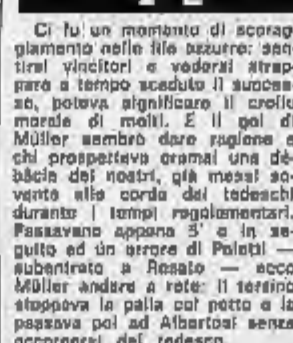 Ci fu un momento di scorag
giamento nelle file azzurre: sen
tirsi vincitori e vedersi strap
pare a tempo scaduto il succes
so, poteva significare il crollo
morale di molti. E il gol di
Müller sembrò dare ragione a
chi prospettava oramai una dé
bâcle dei nostri, già messi so
vente alle corde dai tedeschi
durante i tempi regolamentari.
Passavano appena 5' e in se
guito ad un errore di Poletti —
subentrato a Rosato — ecco
Müller andare a rete: il terzino
stoppava la palla col petto e la
passava poi ad Albertosi senza
accorgersi del tedesco